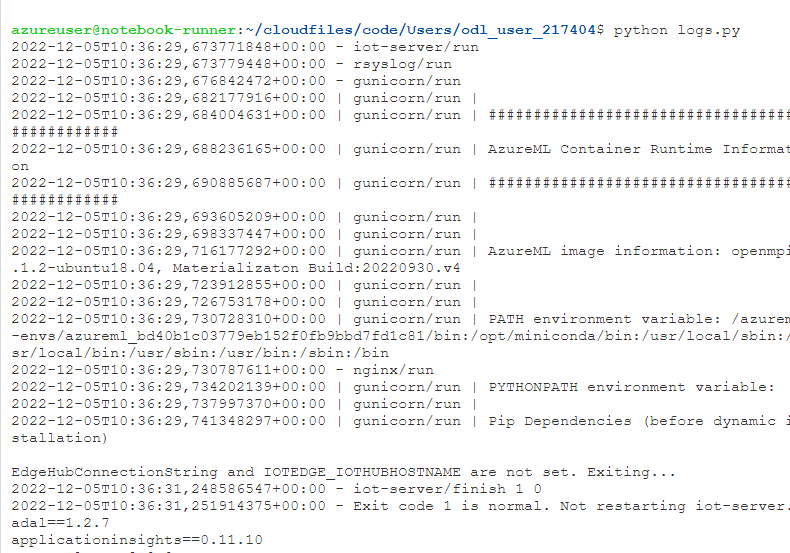 azureuser@notebook-runner:~/cloudfiles/code/Users/odl_user_217404$ python logs.py
2022-12-05T10:36:29,673771848+00:00 - iot-server/run
2022-12-05T10:36:29,673779448+00:00 - rsyslog/run
2022-12-05T10:36:29,676842472+00:00 - gunicorn/run
2022-12-05T10:36:29,682177916+00:00 | gunicorn/run |
2022-12-05T10:36:29,684004631+00:00 | gunicorn/run | ##################################
############
2022-12-05T10:36:29,688236165+00:00 | gunicorn/run | AzureML Container Runtime Informat
on
2022-12-05T10:36:29,690885687+00:00 | gunicorn/run | ##################################
############
2022-12-05T10:36:29,693605209+00:00 | gunicorn/run |
2022-12-05T10:36:29,698337447+00:00 | gunicorn/run |
2022-12-05T10:36:29,716177292+00:00 | gunicorn/run | AzureML image information: openmpi
.1.2-ubuntu18.04, Materializaton Build:20220930.v4
2022-12-05T10:36:29,723912855+00:00 | gunicorn/run |
2022-12-05T10:36:29,726753178+00:00 | gunicorn/run |
2022-12-05T10:36:29,730728310+00:00 | gunicorn/run | PATH environment variable: /azurem
-envs/azureml_bd40b1c03779eb152f0fb9bbd7fd1c81/bin:/opt/miniconda/bin:/usr/local/sbin:/
sr/local/bin:/usr/sbin:/usr/bin:/sbin:/bin
2022-12-05T10:36:29,730787611+00:00 - nginx/run
2022-12-05T10:36:29,734202139+00:00 | gunicorn/run | PYTHONPATH environment variable:
2022-12-05T10:36:29,737997370+00:00 | gunicorn/run |
2022-12-05T10:36:29,741348297+00:00 | gunicorn/run | Pip Dependencies (before dynamic i
stallation)
EdgeHubConnectionString and IOTEDGE_IOTHUBHOSTNAME are not set. Exiting...
2022-12-05T10:36:31,248586547+00:00 - iot-server/finish 1 0
2022-12-05T10:36:31,251914375+00:00 - Exit code 1 is normal. Not restarting iot-server.
adal==1.2.7
applicationinsights==0.11.10